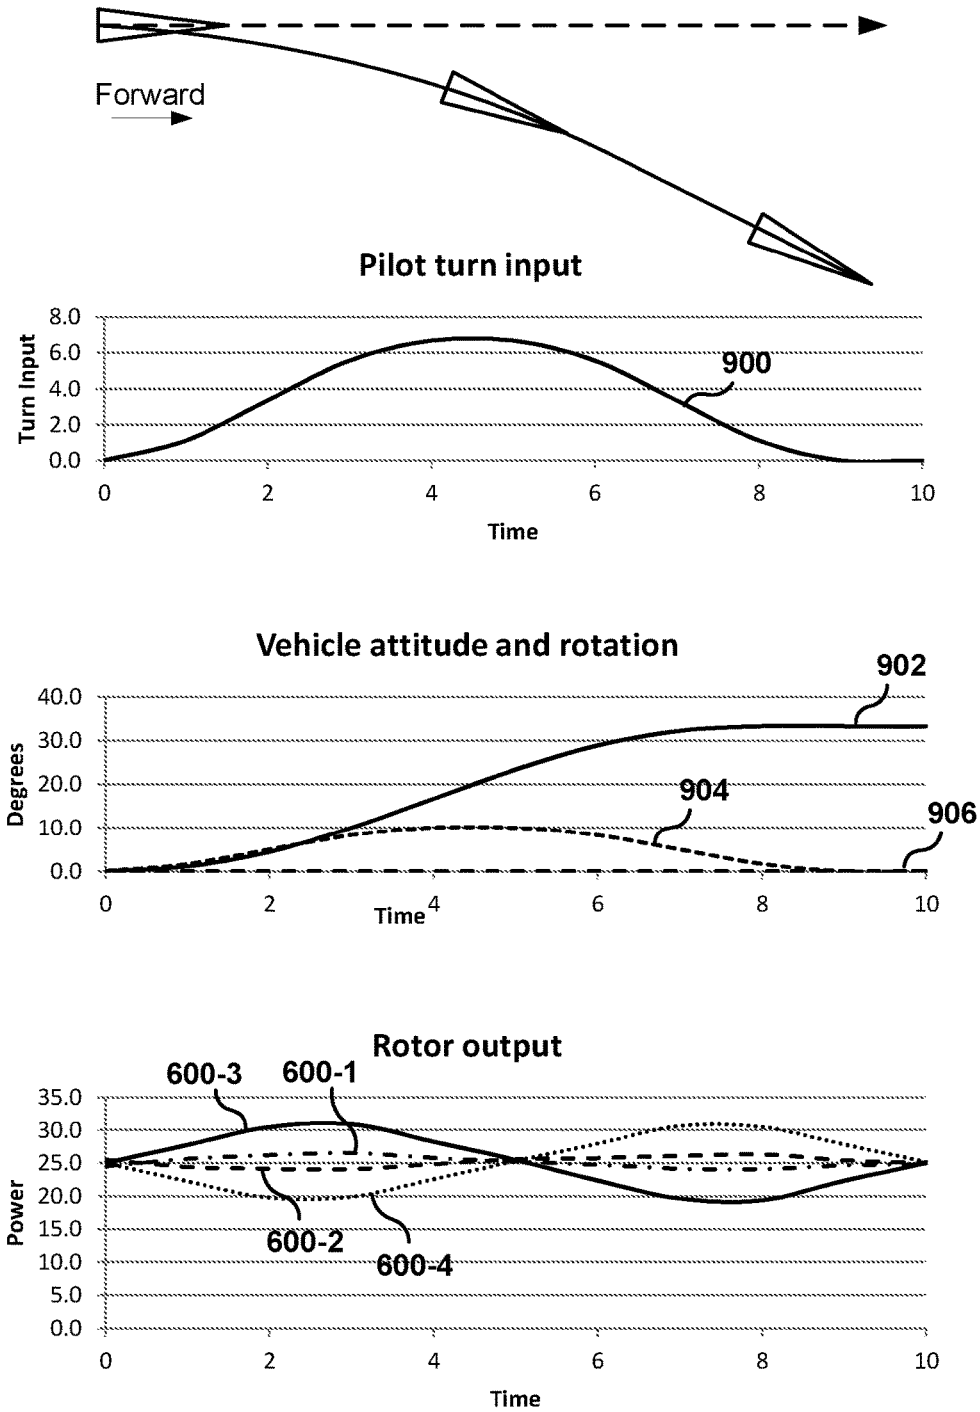 Forward
Pilot turn input
8.0
6.0
4.0
2.0
0.0
Turn Input
900
0 2 4 6 8 10
Time
Vehicle attitude and rotation
902
40.0
30.0
20.0
10.0
0.0
Degrees
904
906
0 2 4 6 8 10
Time
Rotor output
600-3
600-1
35.0
30.0
25.0
20.0
15.0
10.0
5.0
0.0
Power
600-2
600-4
0 2 4 6 8 10
Time